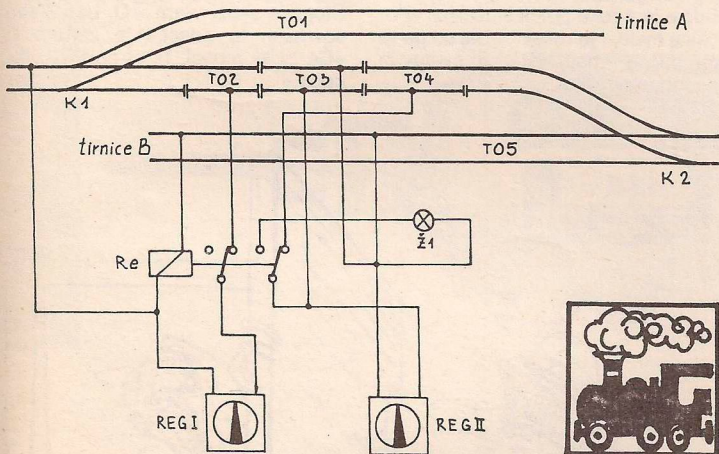 TO1
tirnice A
TO2
TO3
TO4
K1
tirnice B
TO5
K2
Re
Ž1
REG I
REG II